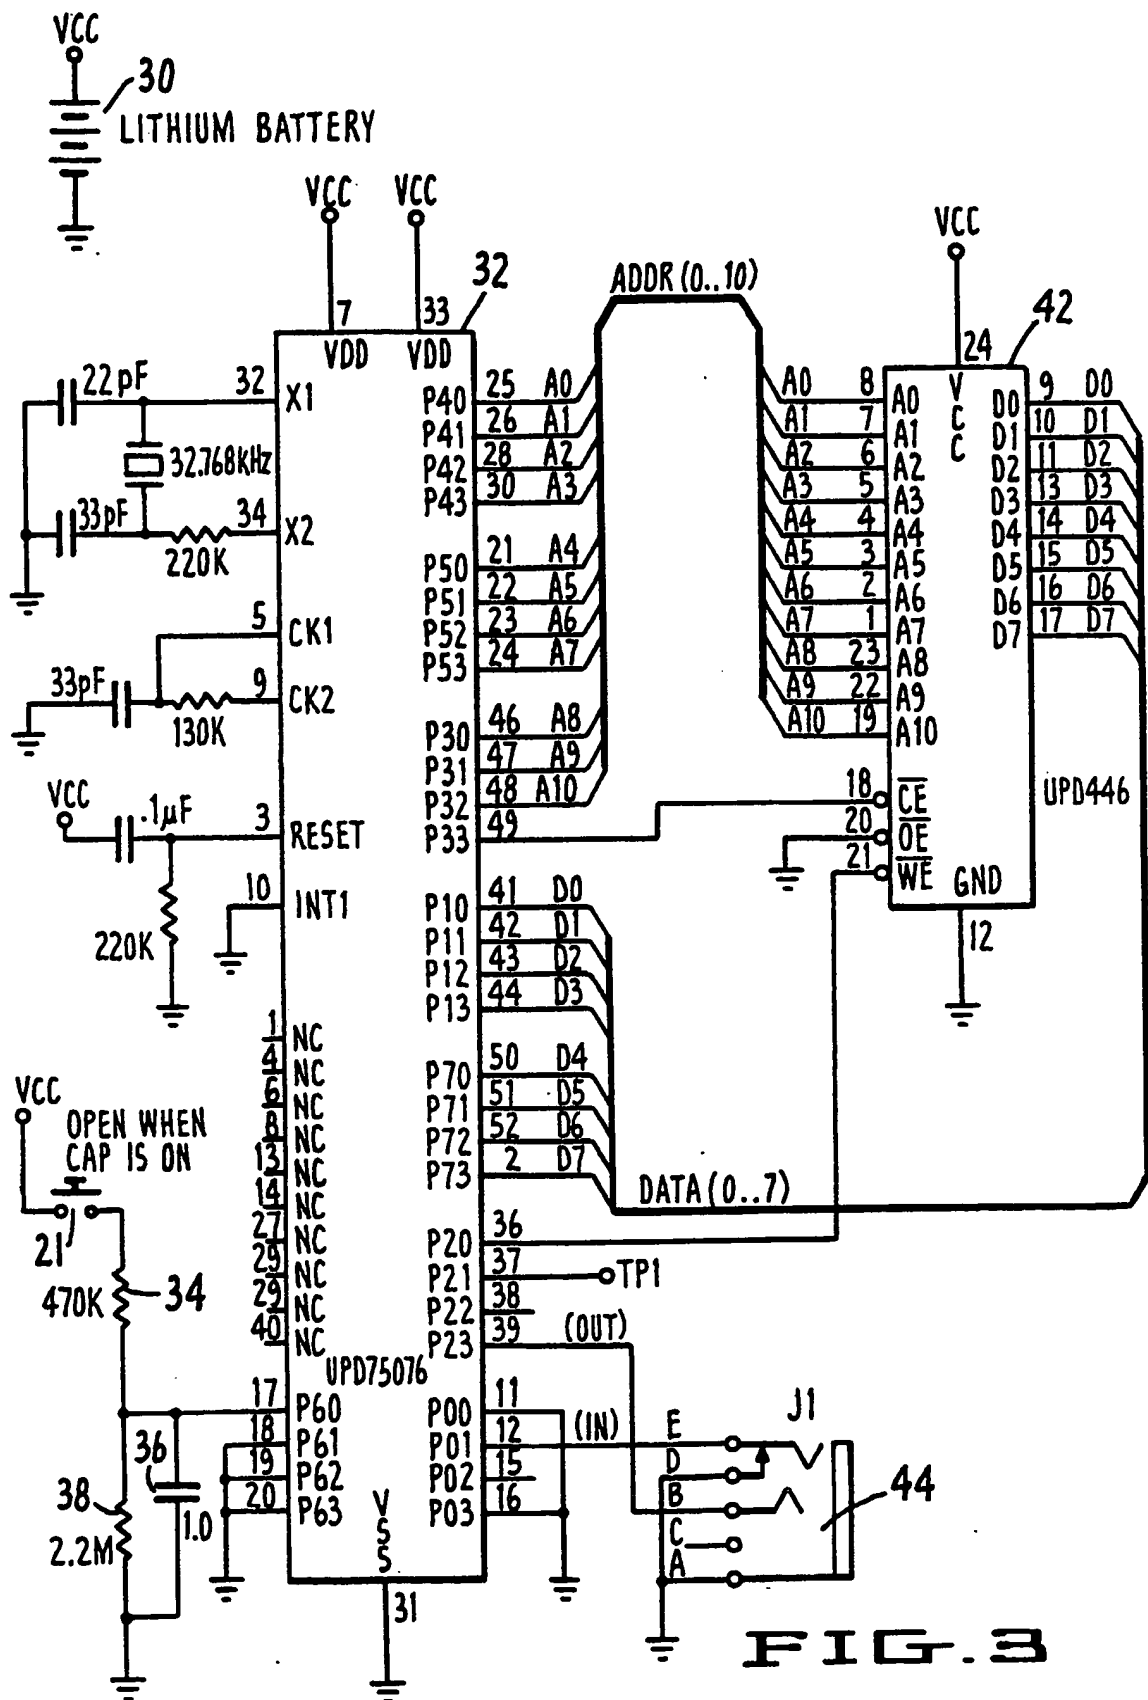 VCC
30
LITHIUM BATTERY
VCC VCC
7 33 32
VDD VDD
ADDR (0..10)
VCC
24 42
VCC
22pF 32 X1
32.768KHz
33pF 34 X2
220K
5 CK1
33pF 9 CK2
130K
VCC .1µF 3 RESET
10 INT1
220K
1 NC
4 NC
6 NC
8 NC
13 NC
14 NC
27 NC
29 NC
29 NC
40 NC
VCC
OPEN WHEN
CAP IS ON
21
470K 34
UPD75076
17 P60
18 P61
19 P62
20 P63
36
38
1.0
2.2M
VSS
31
P40 25 A0
P41 26 A1
P42 28 A2
P43 30 A3
P50 21 A4
P51 22 A5
P52 23 A6
P53 24 A7
P30 46 A8
P31 47 A9
P32 48 A10
P33 49
P10 41 D0
P11 42 D1
P12 43 D2
P13 44 D3
P70 50 D4
P71 51 D5
P72 52 D6
P73 2 D7
DATA (0..7)
P20 36
P21 37 TP1
P22 38
P23 39 (OUT)
P00 11
P01 12 (IN)
P02 15
P03 16
A0 8 A0
A1 7 A1
A2 6 A2
A3 5 A3
A4 4 A4
A5 3 A5
A6 2 A6
A7 1 A7
A8 23 A8
A9 22 A9
A10 19 A10
18 CE
20 OE
21 WE
D0 9 D0
D1 10 D1
D2 11 D2
D3 13 D3
D4 14 D4
D5 15 D5
D6 16 D6
D7 17 D7
UPD446
GND
12
E J1
D
B 44
C
A
FIG.3